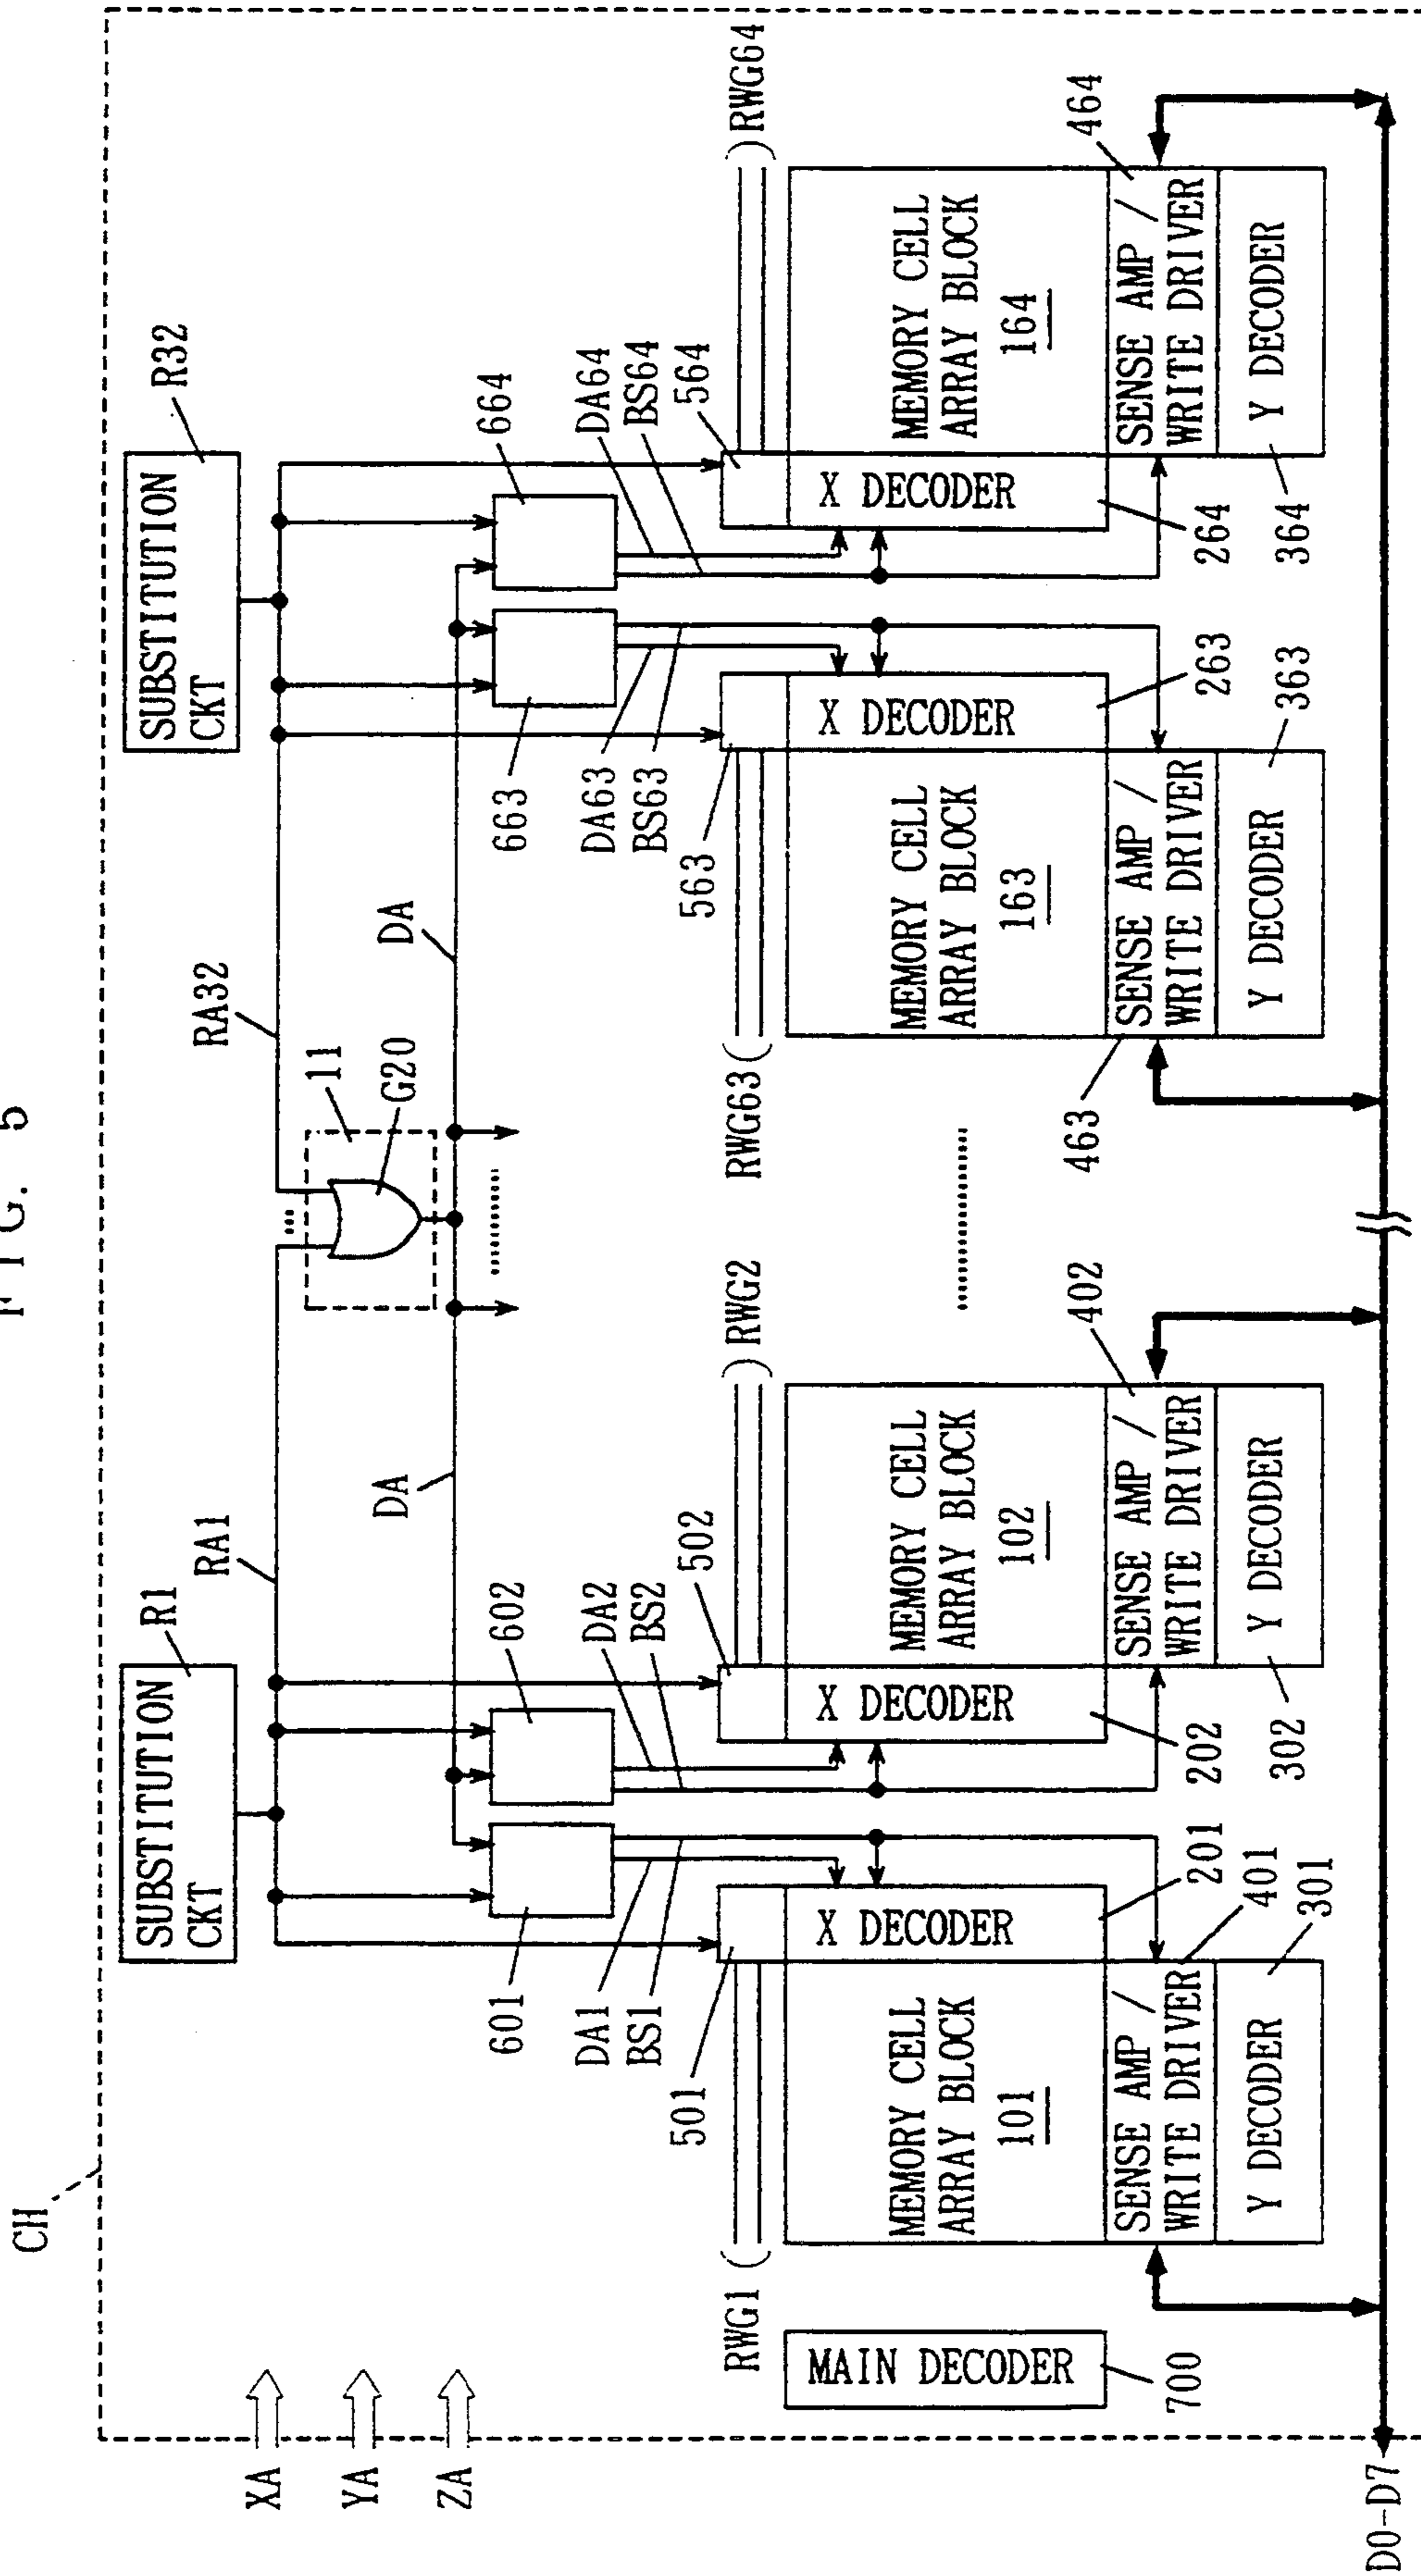 FIG. 5
CH
XA
YA
ZA
SUBSTITUTION
CKT
R1
RA1
SUBSTITUTION
CKT
R32
RA32
11
G20
DA
DA
601
602
663
664
DA1
BS1
DA2
BS2
DA63
BS63
DA64
BS64
501
502
563
564
RWG1
RWG2
RWG63
RWG64
MAIN DECODER
700
MEMORY CELL
ARRAY BLOCK
101
X DECODER
201
SENSE AMP /
WRITE DRIVER
401
Y DECODER
301
X DECODER
202
MEMORY CELL
ARRAY BLOCK
102
SENSE AMP /
WRITE DRIVER
402
Y DECODER
302
MEMORY CELL
ARRAY BLOCK
163
X DECODER
263
SENSE AMP /
WRITE DRIVER
463
Y DECODER
363
X DECODER
264
MEMORY CELL
ARRAY BLOCK
164
SENSE AMP /
WRITE DRIVER
464
Y DECODER
364
D0-D7